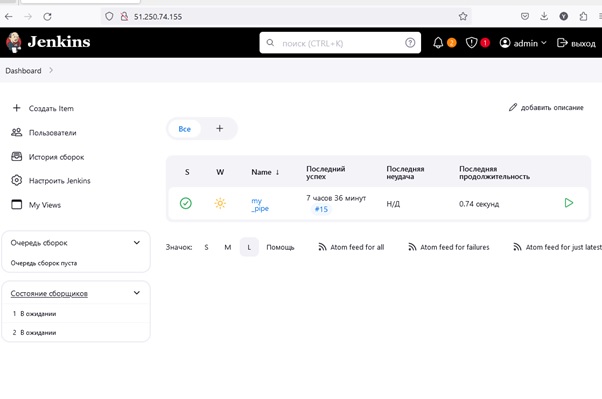 51.250.74.155
Jenkins
поиск (CTRL+K)
2
1
admin
выход
Dashboard
Создать Item
Пользователи
История сборок
Настроить Jenkins
My Views
Очередь сборок
Очередь сборок пуста
Состояние сборщиков
1 В ожидании
2 В ожидании
добавить описание
Все +
S W Name ↓ Последний успех Последняя неудача Последняя продолжительность
my_pipe 7 часов 36 минут #15 Н/Д 0.74 секунд
Значок: S M L Помощь Atom feed for all Atom feed for failures Atom feed for just latest